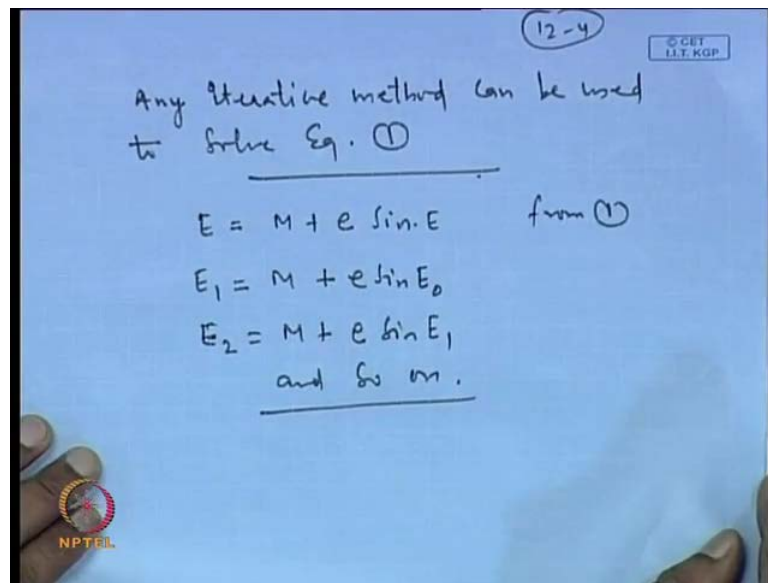 12-4
© CET
I.I.T. KGP
Any iterative method can be used
to solve Eq. ①
E = M + e sin.E from ①
E₁ = M + e sin E₀
E₂ = M + e sin E₁
and so on.
NPTEL